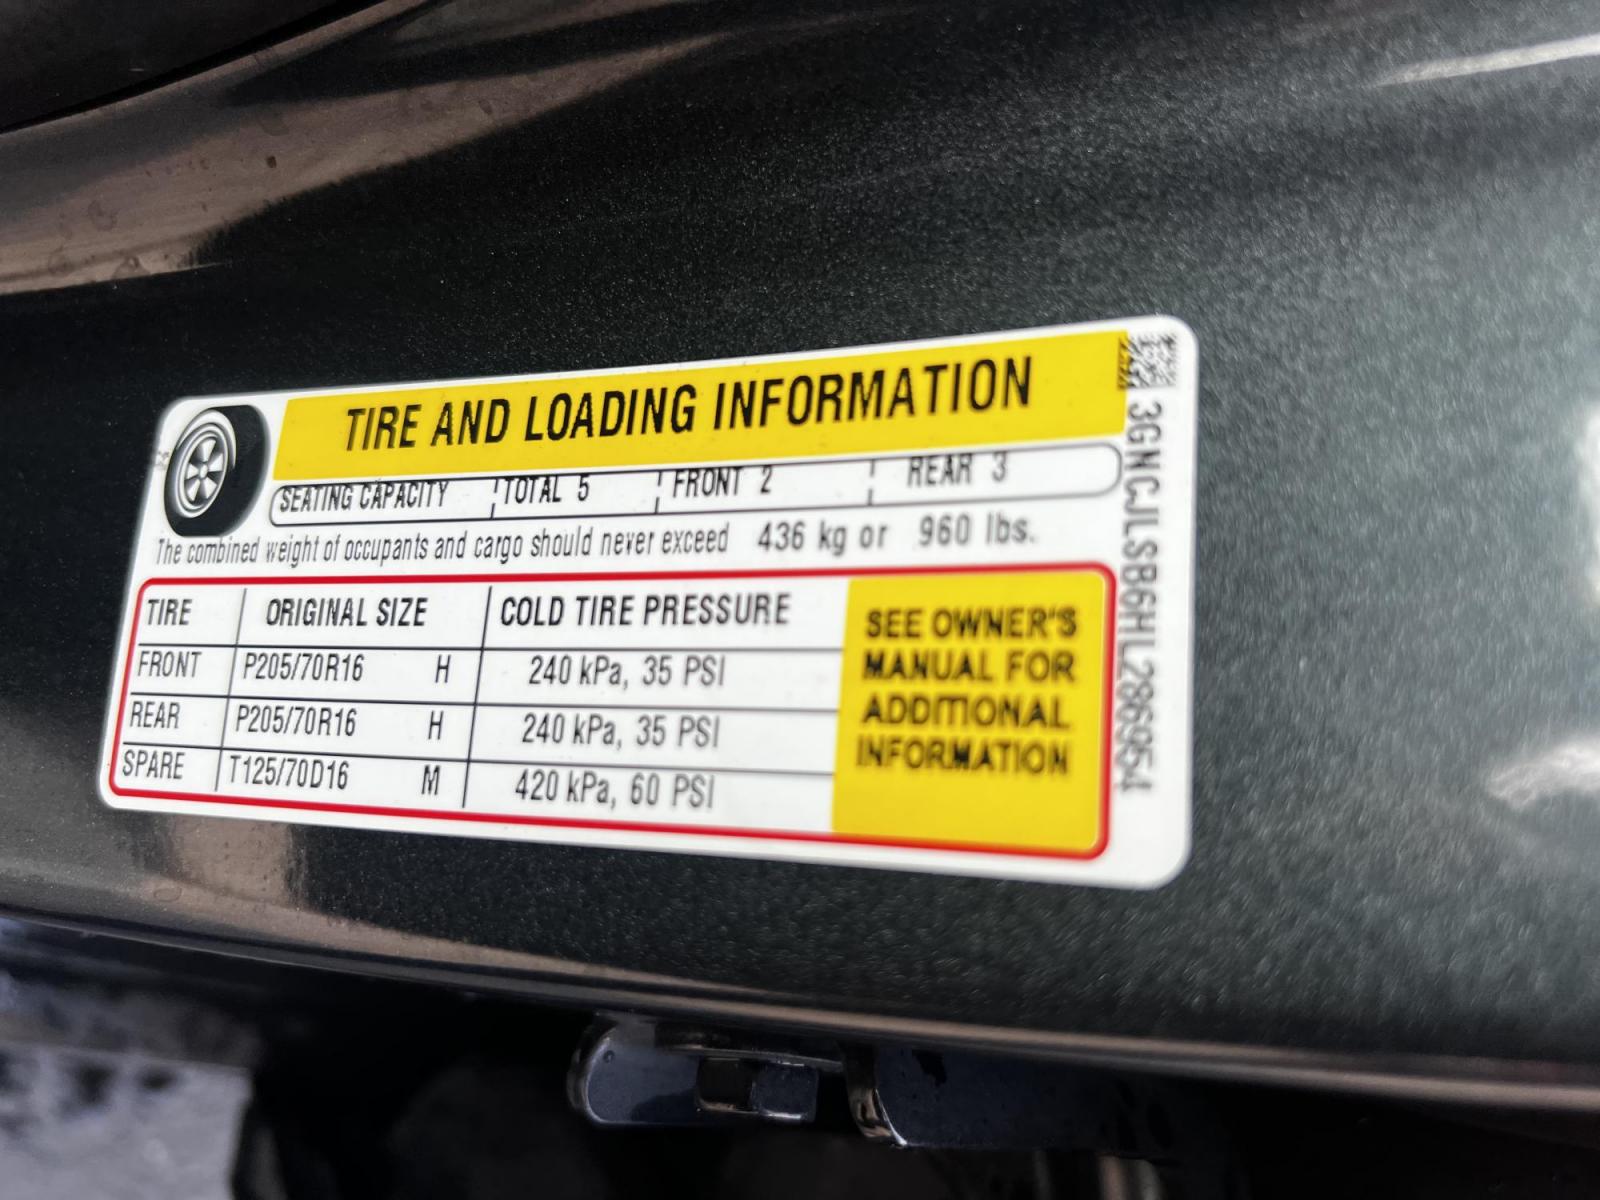 TIRE AND LOADING INFORMATION
SEATING CAPACITY TOTAL 5 FRONT 2 REAR 3
The combined weight of occupants and cargo should never exceed 436 kg or 960 lbs.
TIRE ORIGINAL SIZE COLD TIRE PRESSURE
FRONT P205/70R16 H 240 kPa, 35 PSI
REAR P205/70R16 H 240 kPa, 35 PSI
SPARE T125/70D16 M 420 kPa, 60 PSI
SEE OWNER'S
MANUAL FOR
ADDITIONAL
INFORMATION
3GNCJLSB6HL286954